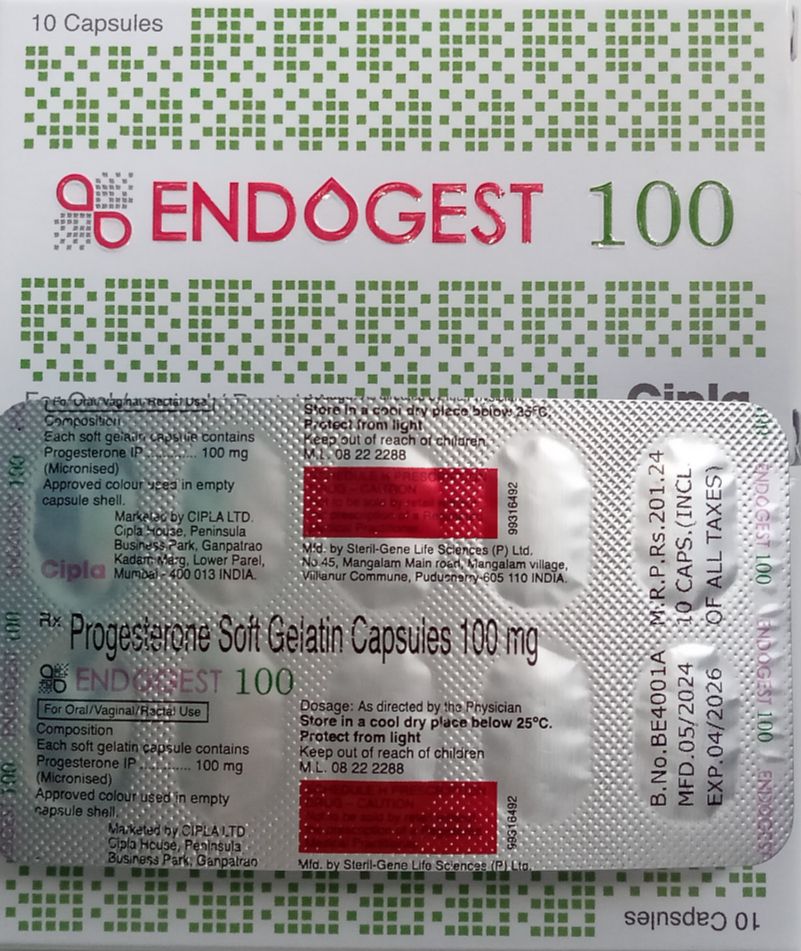 10 Capsules
ENDOGEST 100
Cipla
For Oral/Vaginal/Rectal Use
Composition
Each soft gelatin capsule contains
Progesterone IP ............ 100 mg
(Micronised)
Approved colour used in empty
capsule shell.
Marketed by CIPLA LTD.
Cipla House, Peninsula
Business Park, Ganpatrao
Kadam Marg, Lower Parel,
Mumbai - 400 013 INDIA.
Cipla
Store in a cool dry place below 25°C.
Protect from light
Keep out of reach of children
M.L. 08 22 2288
99316492
Mfd. by Steril-Gene Life Sciences (P) Ltd.
No.45, Mangalam Main road, Mangalam village,
Villianur Commune, Puducherry-605 110 INDIA.
Rx Progesterone Soft Gelatin Capsules 100 mg
ENDOGEST 100
For Oral/Vaginal/Rectal Use
Composition
Each soft gelatin capsule contains
Progesterone IP ............ 100 mg
(Micronised)
Approved colour used in empty
capsule shell.
Marketed by CIPLA LTD
Cipla House, Peninsula
Business Park, Ganpatrao
Dosage: As directed by the Physician
Store in a cool dry place below 25°C.
Protect from light
Keep out of reach of children
M.L. 08 22 2288
99316492
Mfd. by Steril-Gene Life Sciences (P) Ltd.
B.No.BE4001A M.R.P.Rs.201.24
MFD.05/2024 10 CAPS.(INCL
EXP.04/2026 OF ALL TAXES)
ENDOGEST 100
ENDOGEST 100
ENDOGEST
10 Capsules